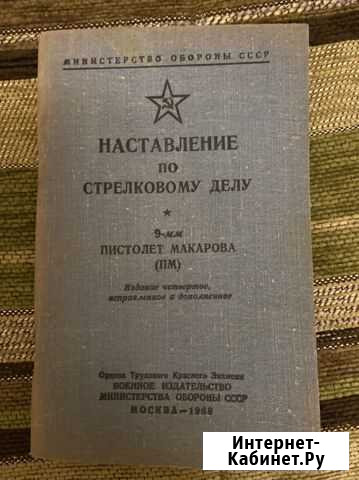 МИНИСТЕРСТВО ОБОРОНЫ СССР
НАСТАВЛЕНИЕ
ПО
СТРЕЛКОВОМУ ДЕЛУ
9-мм
ПИСТОЛЕТ МАКАРОВА
(ПМ)
Издание четвертое,
исправленное и дополненное
Ордена Трудового Красного Знамени
ВОЕННОЕ ИЗДАТЕЛЬСТВО
МИНИСТЕРСТВА ОБОРОНЫ СССР
МОСКВА—1968
Интернет-
Кабинет.Ру